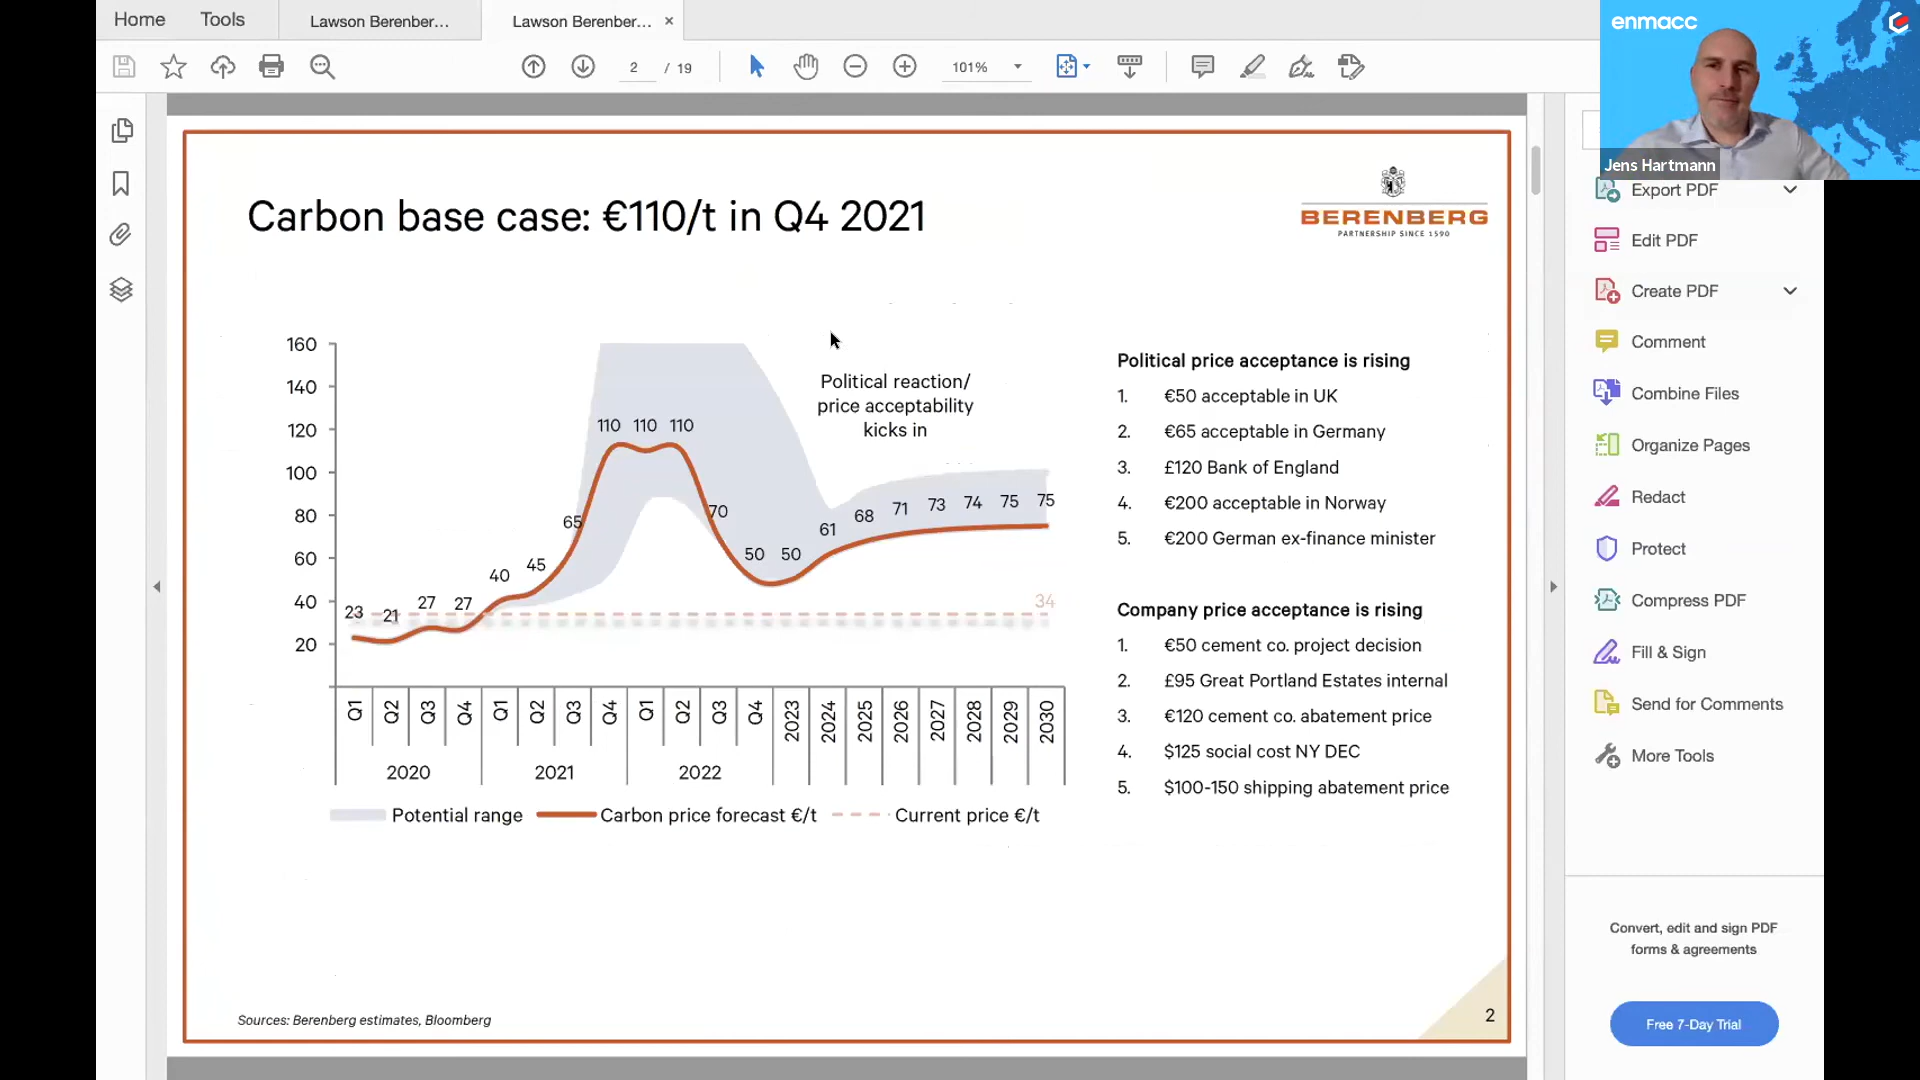 Home
Tools
Lawson Berenber...
Lawson Berenber...
2 / 19
101%
enmacc
Jens Hartmann
Export PDF
Edit PDF
Create PDF
Comment
Combine Files
Organize Pages
Redact
Protect
Compress PDF
Fill & Sign
Send for Comments
More Tools
Convert, edit and sign PDF
forms & agreements
Free 7-Day Trial
Carbon base case: €110/t in Q4 2021
BERENBERG
PARTNERSHIP SINCE 1590
160
140
120
100
80
60
40
20
23 21 27 27 40 45 65 110 110 110 70 50 50 61 68 71 73 74 75 75
34
Political reaction/
price acceptability
kicks in
Q1 Q2 Q3 Q4 Q1 Q2 Q3 Q4 Q1 Q2 Q3 Q4 2023 2024 2025 2026 2027 2028 2029 2030
2020 2021 2022
Potential range Carbon price forecast €/t Current price €/t
Political price acceptance is rising
1. €50 acceptable in UK
2. €65 acceptable in Germany
3. £120 Bank of England
4. €200 acceptable in Norway
5. €200 German ex-finance minister
Company price acceptance is rising
1. €50 cement co. project decision
2. £95 Great Portland Estates internal
3. €120 cement co. abatement price
4. $125 social cost NY DEC
5. $100-150 shipping abatement price
Sources: Berenberg estimates, Bloomberg
2